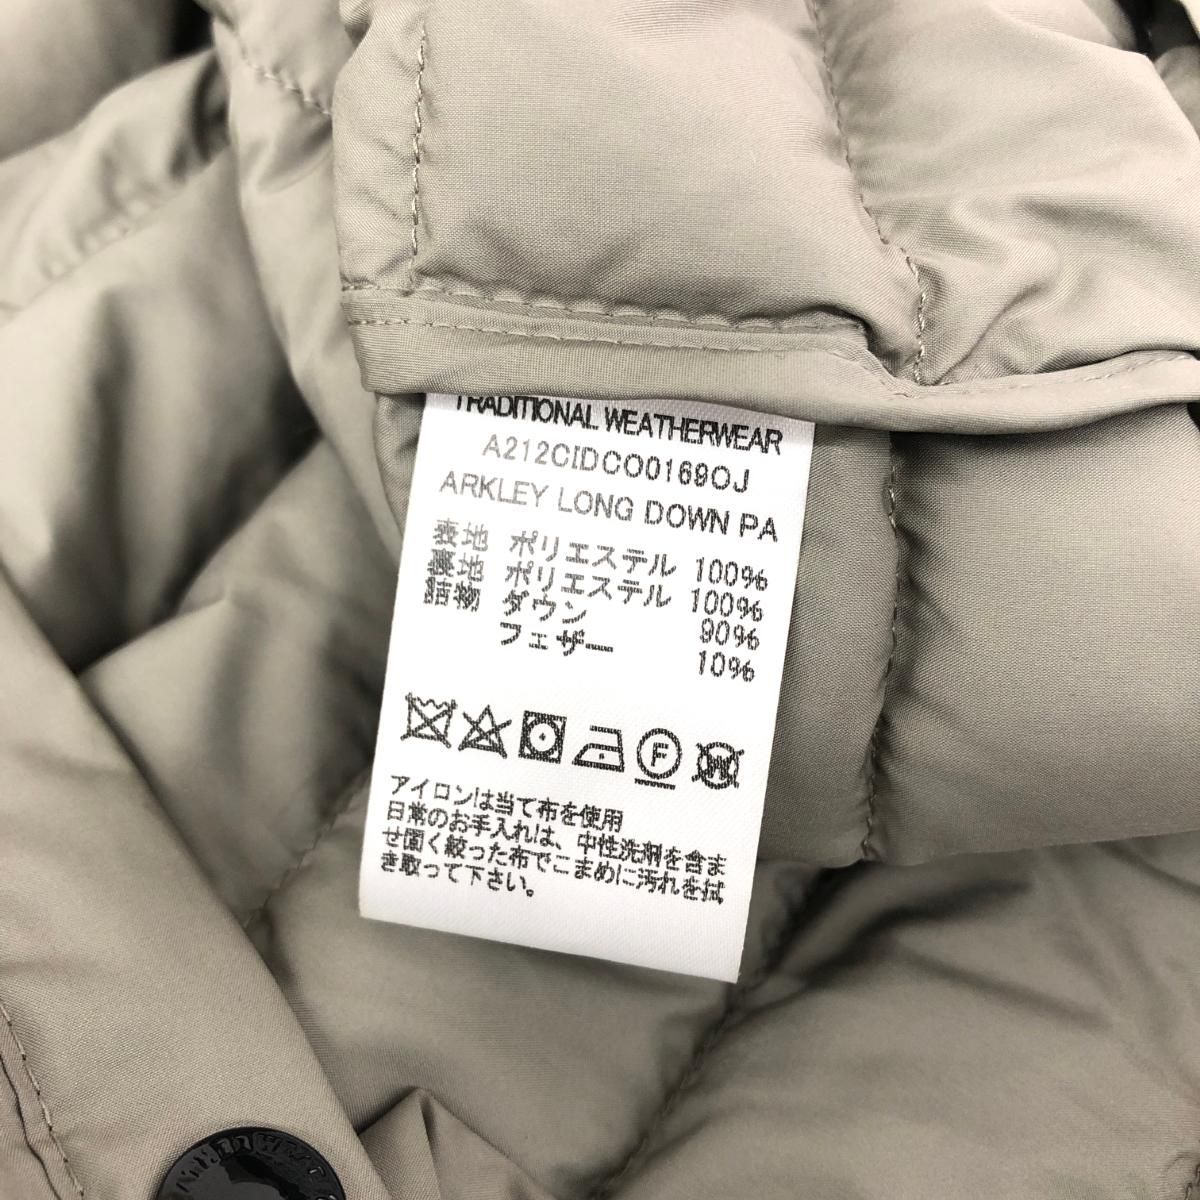 TRADITIONAL WEATHERWEAR
A212CIDCO0169OJ
ARKLEY LONG DOWN PA
表地 ポリエステル 100%
裏地 ポリエステル 100%
詰物 ダウン 90%
フェザー 10%
F
W
アイロンは当て布を使用
日常のお手入れは、中性洗剤を含ま
せ固く絞った布でこまめに汚れを拭
き取って下さい。